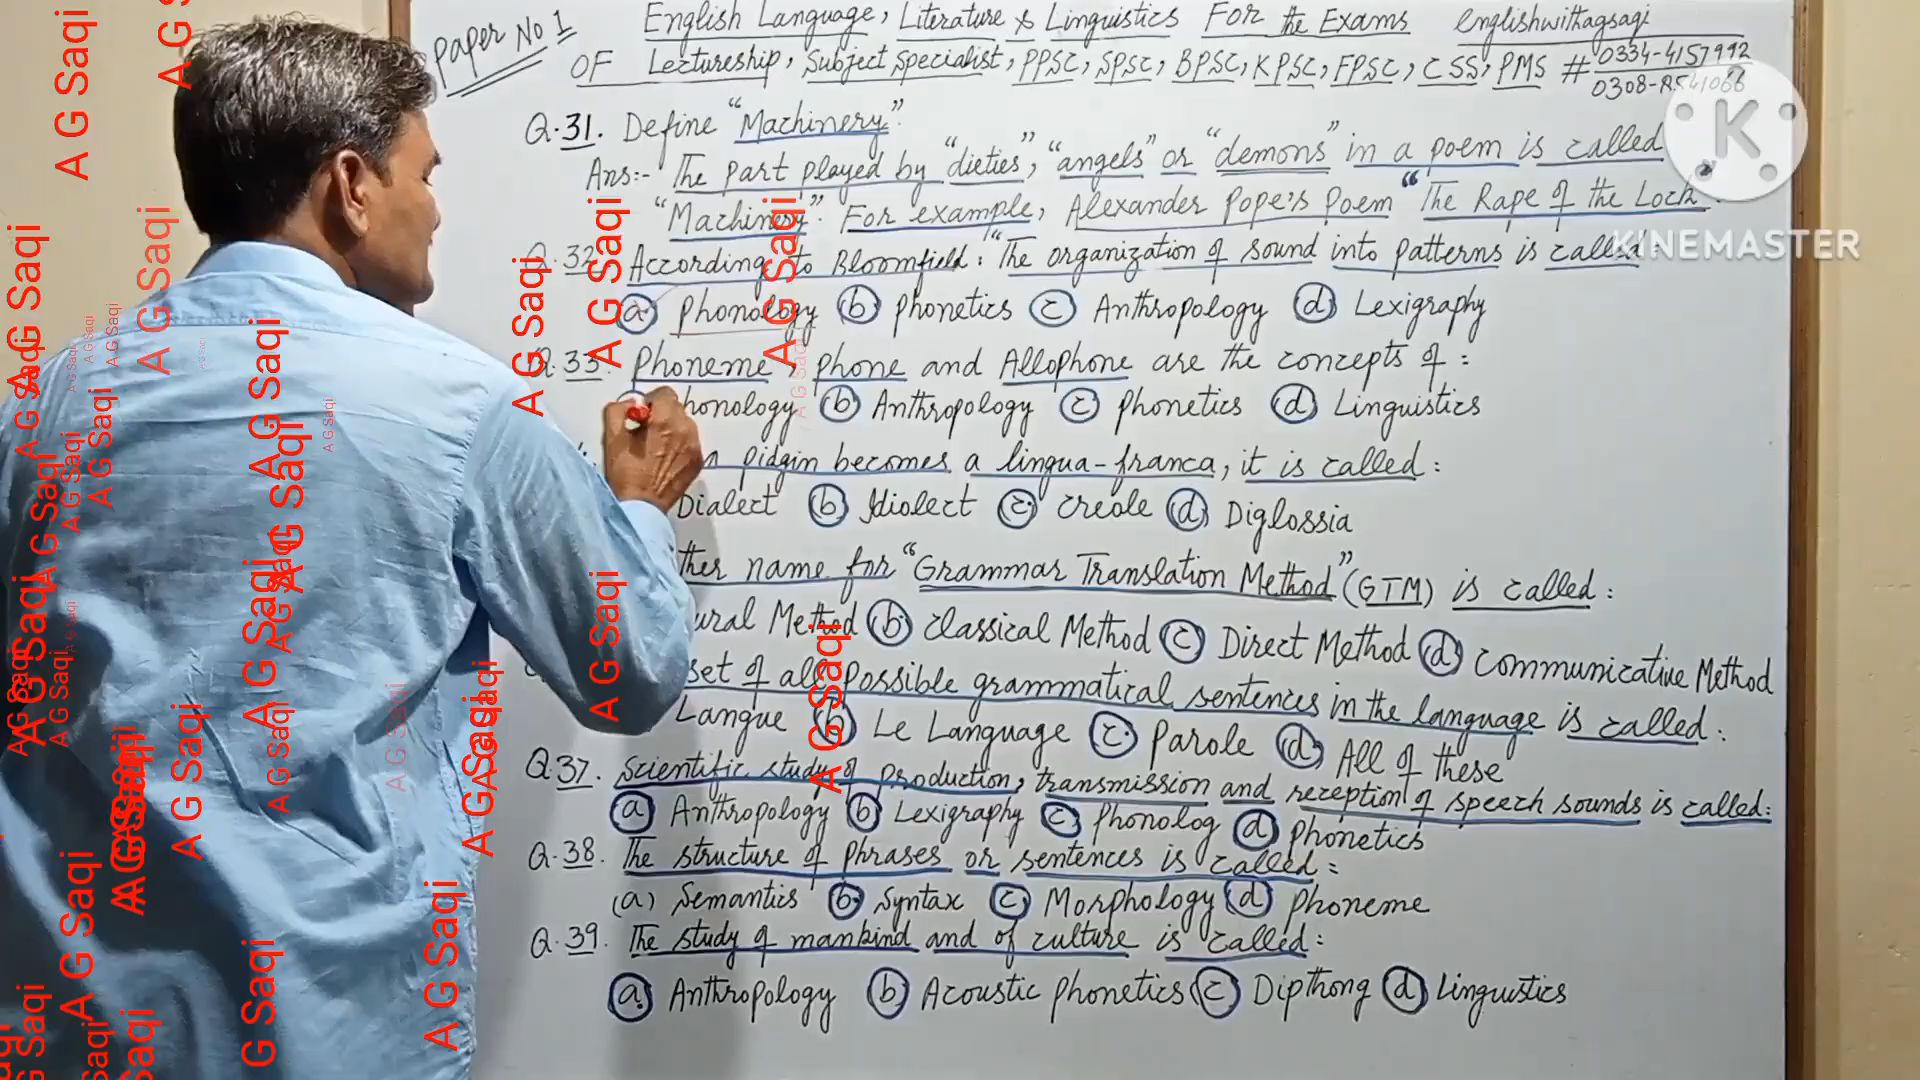 Paper No 1
English Language, Literature & Linguistics For the Exams englishwithagsaqi
OF Lectureship, Subject Specialist, PPSC, SPSC, BPSC, KPSC, FPSC, CSS, PMS # 0334-4157992
0308-8541066
Q.31. Define "Machinery"
Ans:- The part played by "dieties", "angels" or "demons" in a poem is called
"Machinery". For example, Alexander Pope's Poem "The Rape of the Lock".
Q.32. According to Bloomfield: "The organization of sound into patterns is called:
(a) Phonology (b) phonetics (c) Anthropology (d) Lexigraphy
Q.33. Phoneme, phone and Allophone are the concepts of:
honology (b) Anthropology (c) phonetics (d) Linguistics
pidgin becomes a lingua-franca, it is called:
Dialect (b) Idiolect (c) creole (d) Diglossia
ther name for "Grammar Translation Method" (GTM) is called:
ural Method (b) classical Method (c) Direct Method (d) communicative Method
set of all possible grammatical sentences in the language is called:
Langue (b) Le Language (c) Parole (d) All of these
Q.37. Scientific study of production, transmission and reception of speech sounds is called:
(a) Anthropology (b) Lexigraphy (c) phonolog (d) phonetics
Q.38. The structure of phrases or sentences is called:
(a) Semantics (b) Syntax (c) Morphology (d) phoneme
Q.39. The study of mankind and of culture is called:
(a) Anthropology (b) Acoustic phonetics (c) Dipthong (d) Linguistics
K
KINEMASTER
A G Saqi